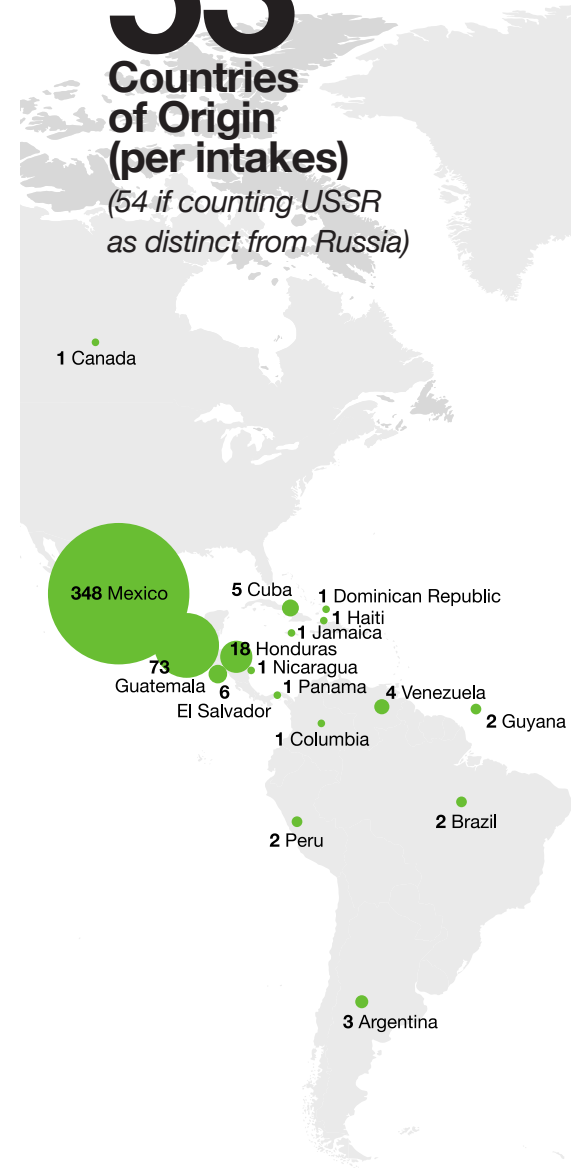 53
Countries
of Origin
(per intakes)
(54 if counting USSR
as distinct from Russia)
1 Canada
348 Mexico
5 Cuba
1 Dominican Republic
1 Haiti
1 Jamaica
18 Honduras
73
Guatemala
1 Nicaragua
6
El Salvador
1 Panama
4 Venezuela
2 Guyana
1 Columbia
2 Brazil
2 Peru
3 Argentina